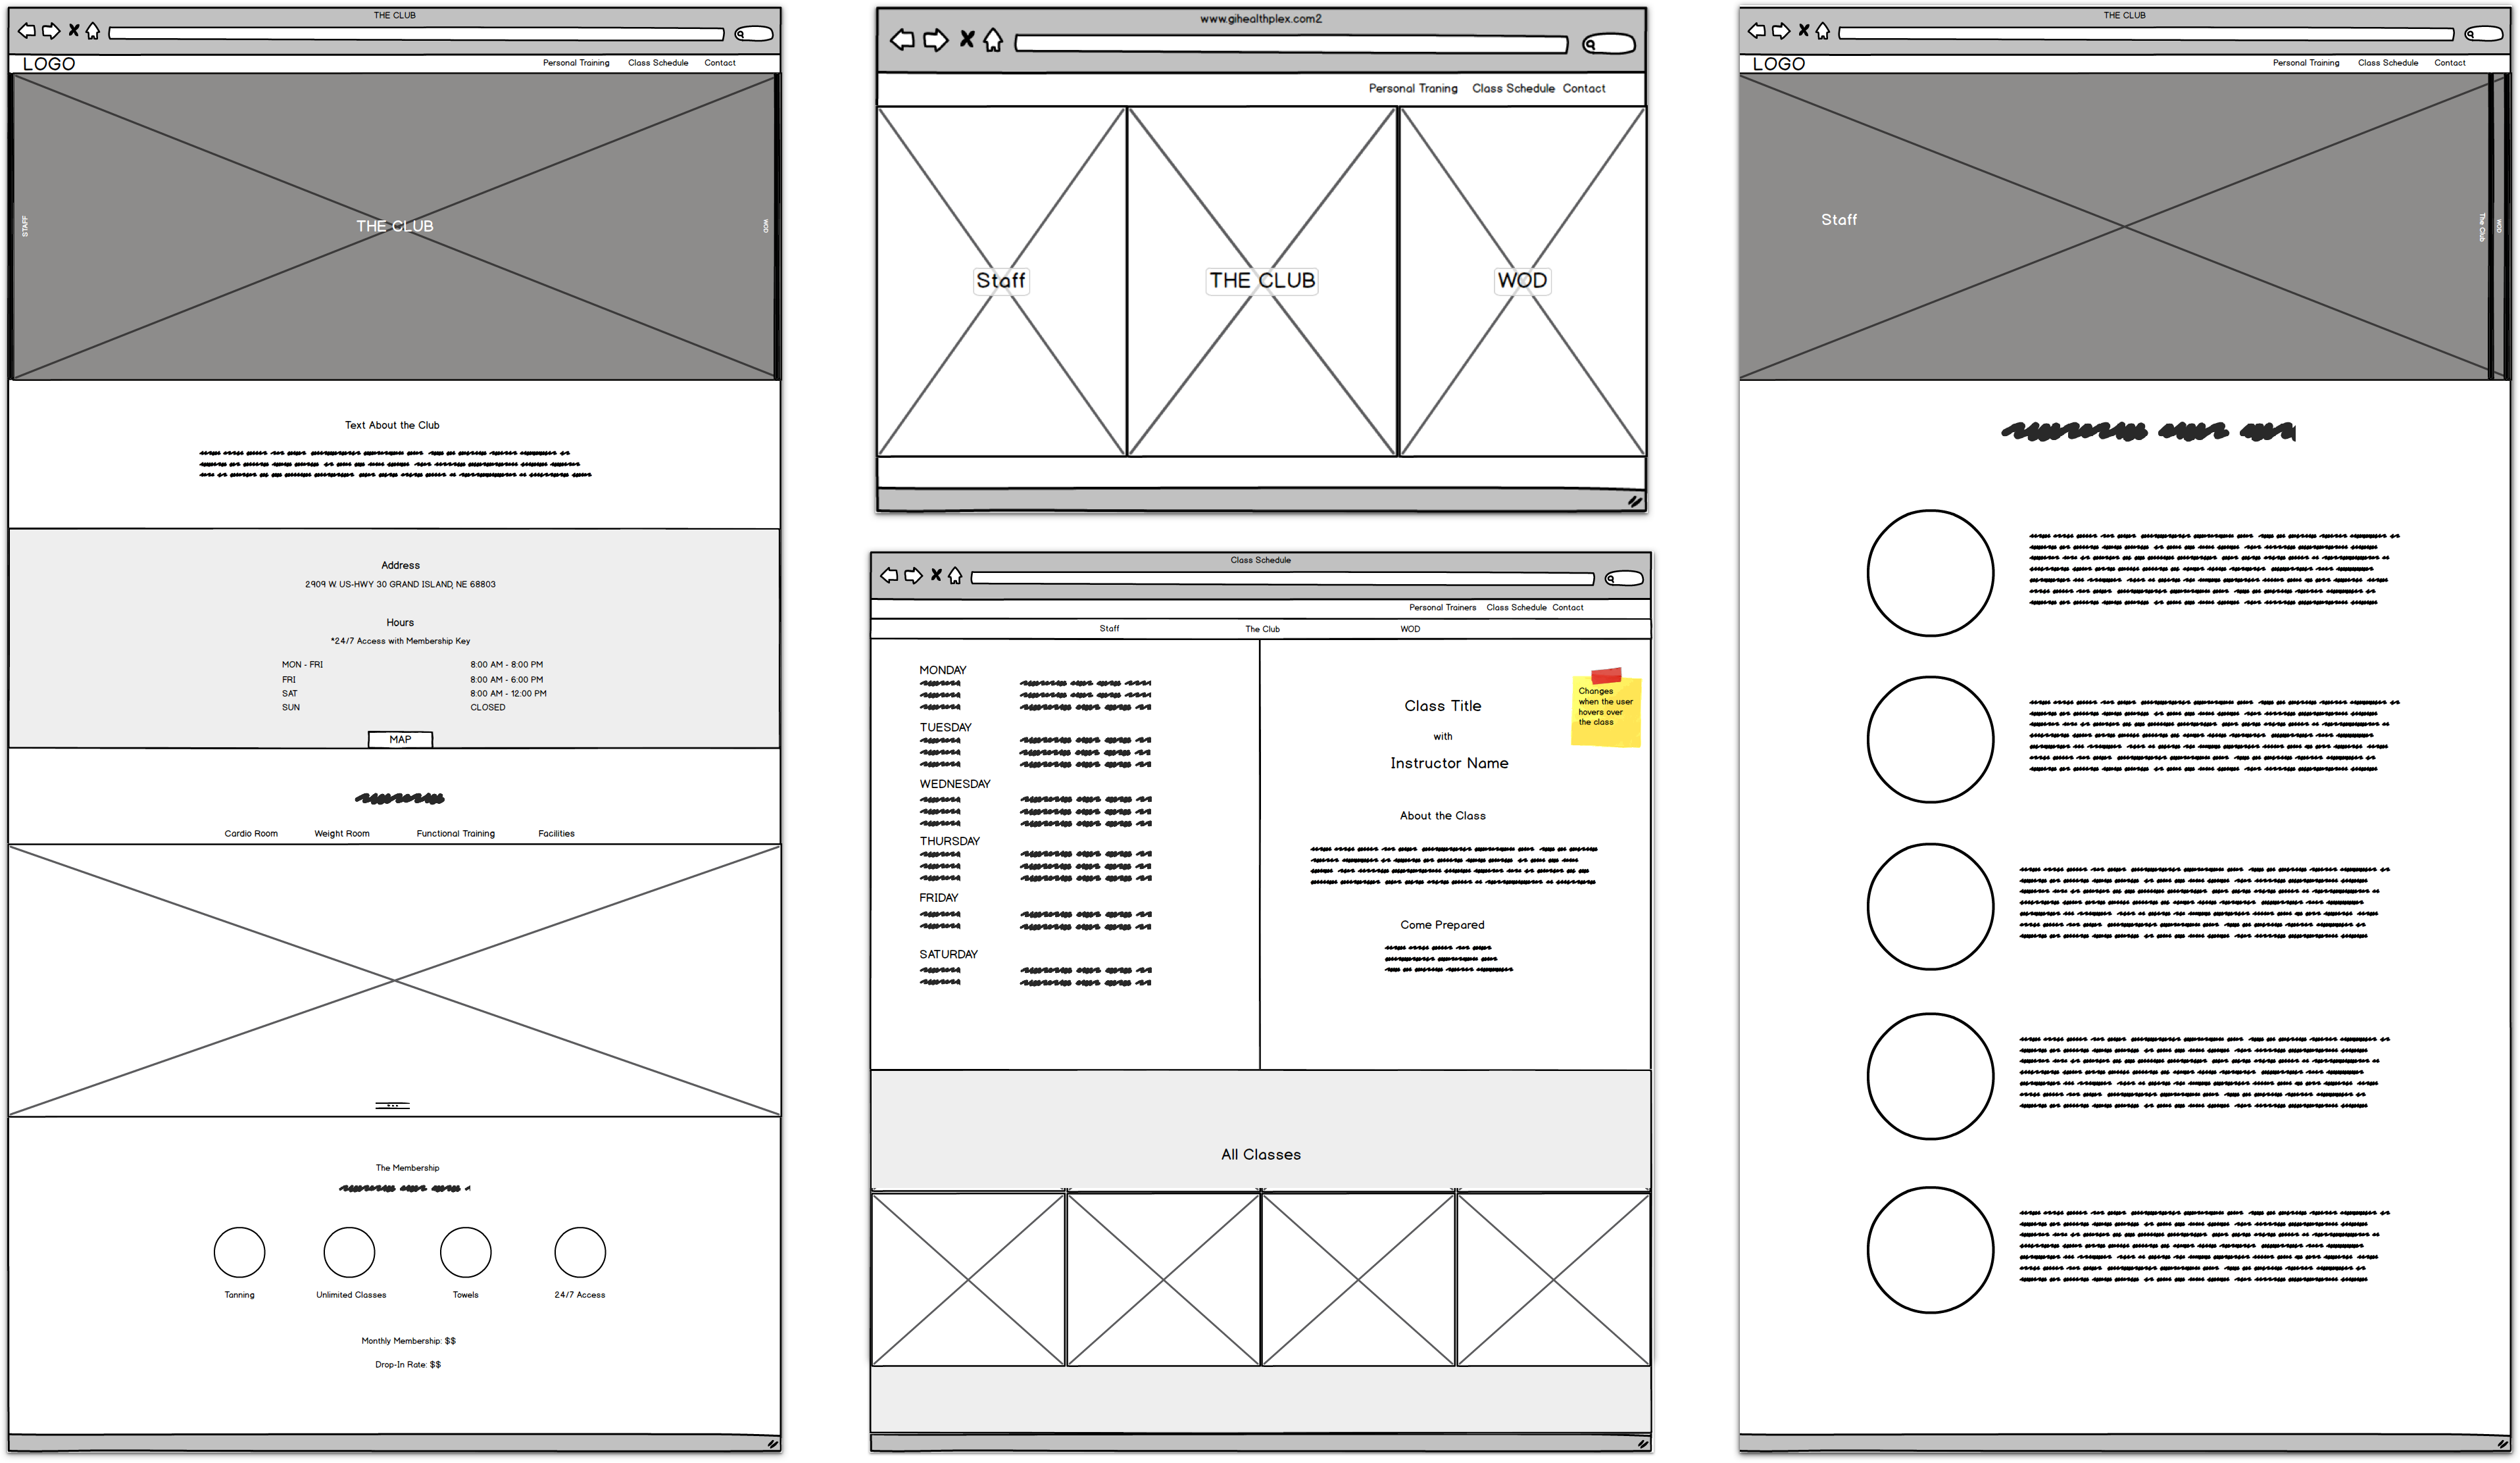 THE CLUB
LOGO
Personal Training Class Schedule Contact
STAFF
THE CLUB
WOD
Text About the Club
Address
2909 W. US-HWY 30 GRAND ISLAND, NE 68803
Hours
*24/7 Access with Membership Key
MON - FRI 8:00 AM - 8:00 PM
FRI 8:00 AM - 6:00 PM
SAT 8:00 AM - 12:00 PM
SUN CLOSED
MAP
Cardio Room Weight Room Functional Training Facilities
The Membership
Tanning Unlimited Classes Towels 24/7 Access
Monthly Membership: $$
Drop-In Rate: $$
www.gihealthplex.com2
Personal Traning Class Schedule Contact
Staff THE CLUB WOD
Class Schedule
Personal Trainers Class Schedule Contact
Staff The Club WOD
MONDAY
TUESDAY
WEDNESDAY
THURSDAY
FRIDAY
SATURDAY
Class Title
with
Instructor Name
About the Class
Come Prepared
Changes
when the user
hovers over
the class
All Classes
THE CLUB
LOGO
Personal Training Class Schedule Contact
Staff
The Club
WOD